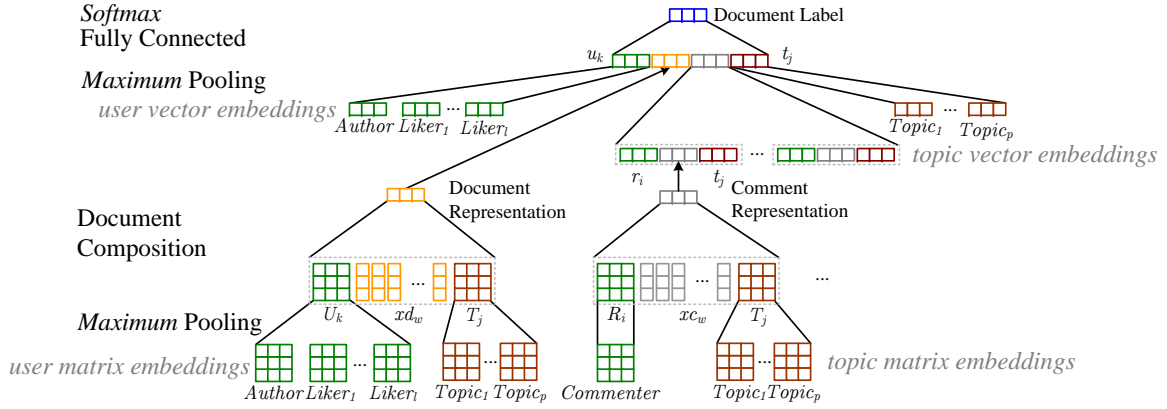 Softmax
Document Label
Fully Connected
u_k
t_j
Maximum Pooling
user vector embeddings
Author Liker_1 ... Liker_l
Topic_1 ... Topic_p
... topic vector embeddings
r_i
t_j
Document
Representation
Comment
Representation
Document
Composition
... ... ...
U_k xd_w T_j
R_i xc_w T_j
Maximum Pooling
user matrix embeddings
... ... ...
topic matrix embeddings
Author Liker_1 Liker_l Topic_1 Topic_p
Commenter
Topic_1 Topic_p